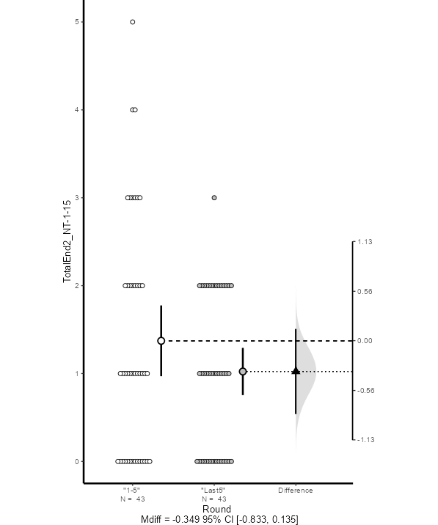 TotalEnd2_NT-1-15
5
4
3
2
1
0
1.13
0.56
0.00
-0.56
-1.13
"1-5" "Last5" Difference
N = 43 N = 43
Round
Mdiff = -0.349 95% CI [-0.833, 0.135]